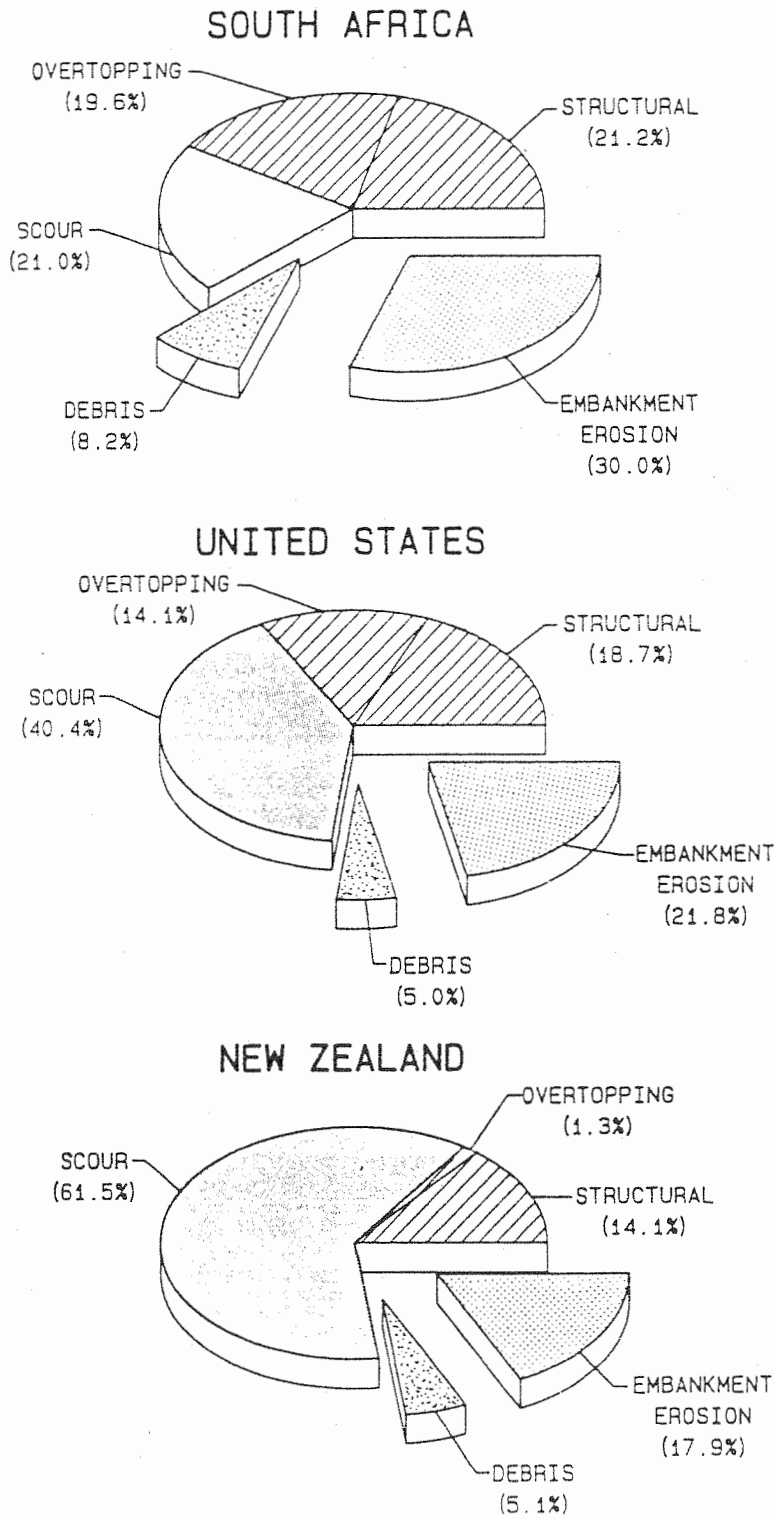 SOUTH AFRICA
OVERTOPPING
(19.6%)
STRUCTURAL
(21.2%)
SCOUR
(21.0%)
DEBRIS
(8.2%)
EMBANKMENT
EROSION
(30.0%)
UNITED STATES
OVERTOPPING
(14.1%)
STRUCTURAL
(18.7%)
SCOUR
(40.4%)
EMBANKMENT
EROSION
(21.8%)
DEBRIS
(5.0%)
NEW ZEALAND
OVERTOPPING
(1.3%)
SCOUR
(61.5%)
STRUCTURAL
(14.1%)
EMBANKMENT
EROSION
(17.9%)
DEBRIS
(5.1%)